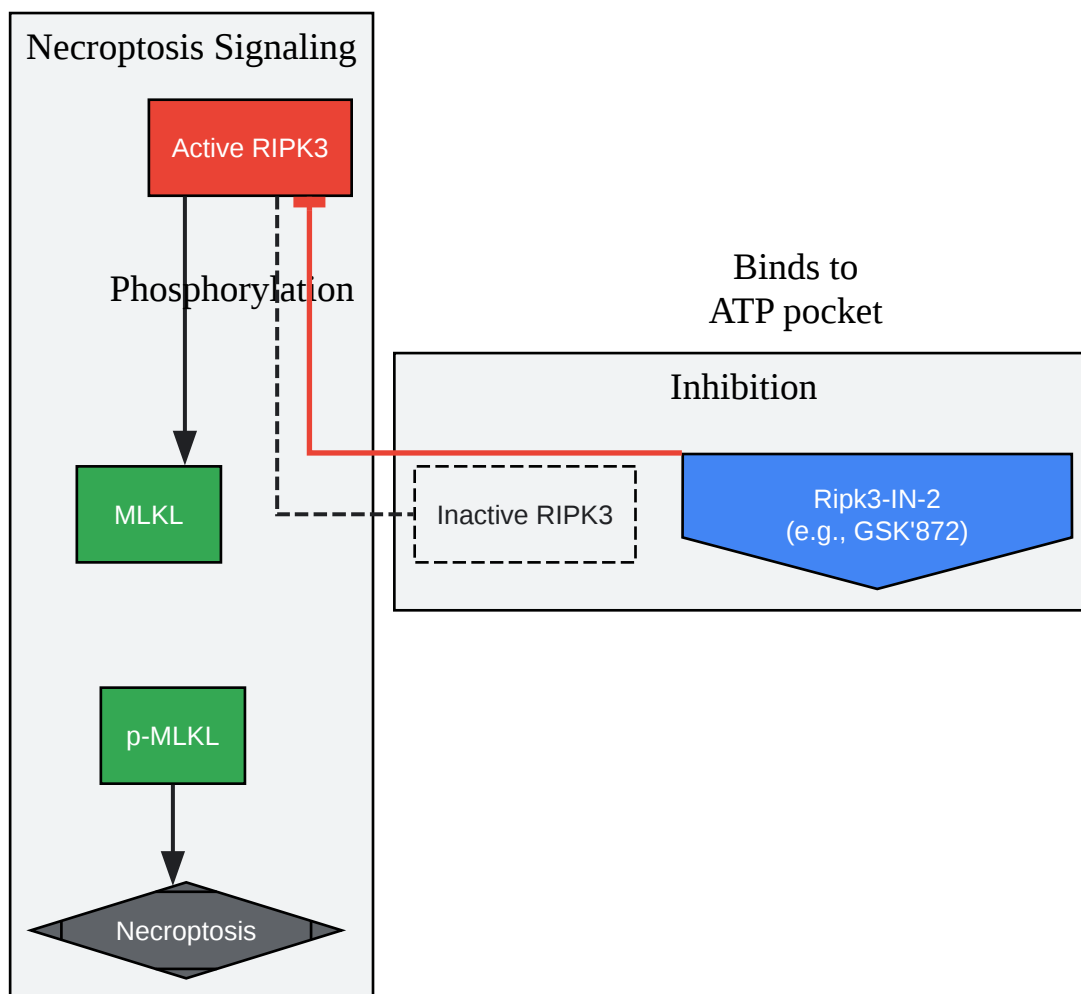 Necroptosis Signaling
Active RIPK3
Phosphorylation
Binds to
ATP pocket
Inhibition
MLKL
Inactive RIPK3
Ripk3-IN-2
(e.g., GSK'872)
p-MLKL
Necroptosis